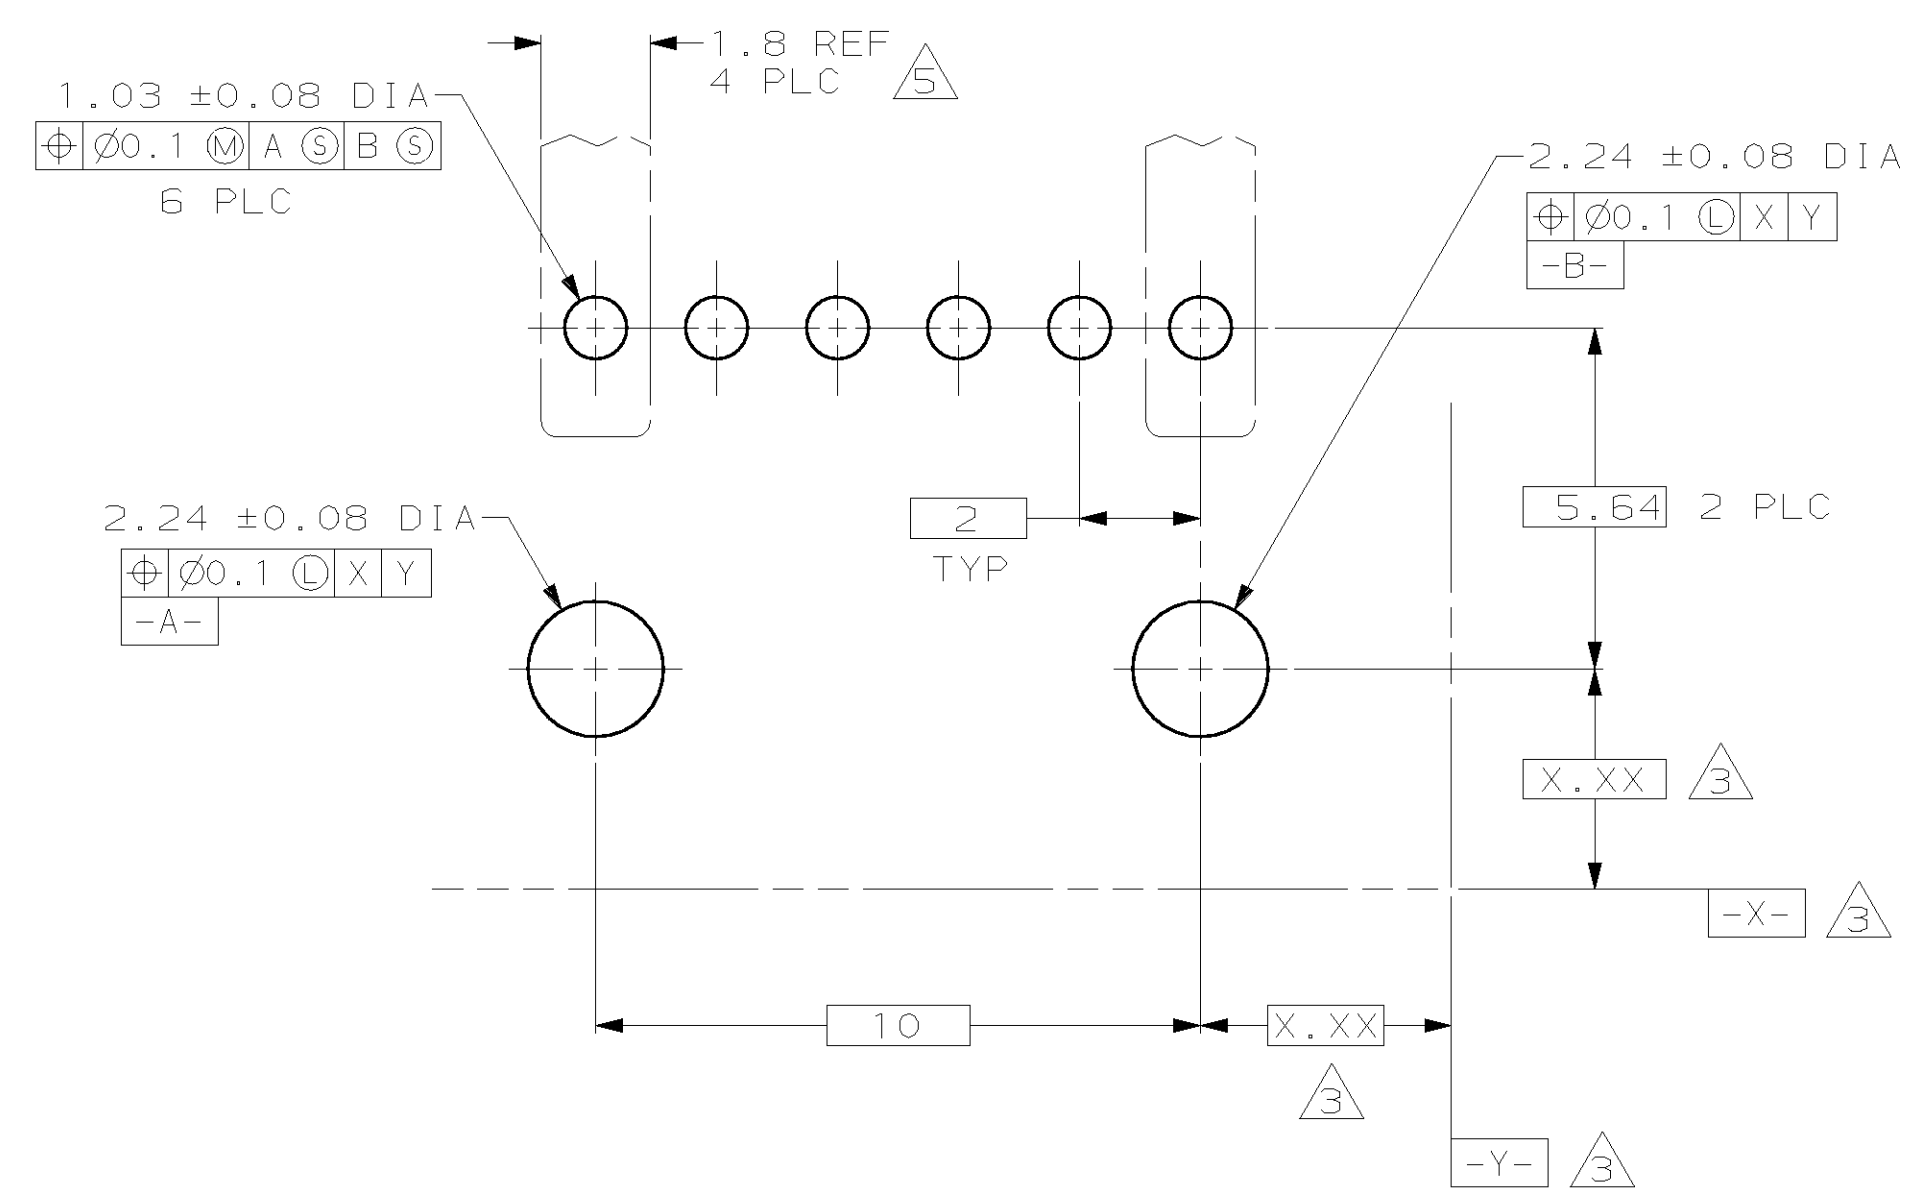 1.8 REF
4 PLC 5
1.03 ±0.08 DIA
⌖ Ø0.1 Ⓜ A Ⓢ B Ⓢ
6 PLC
2.24 ±0.08 DIA
⌖ Ø0.1 Ⓛ X Y
-B-
2.24 ±0.08 DIA
⌖ Ø0.1 Ⓛ X Y
-A-
2
TYP
5.64 2 PLC
X.XX 3
-X- 3
10
X.XX
3
-Y- 3